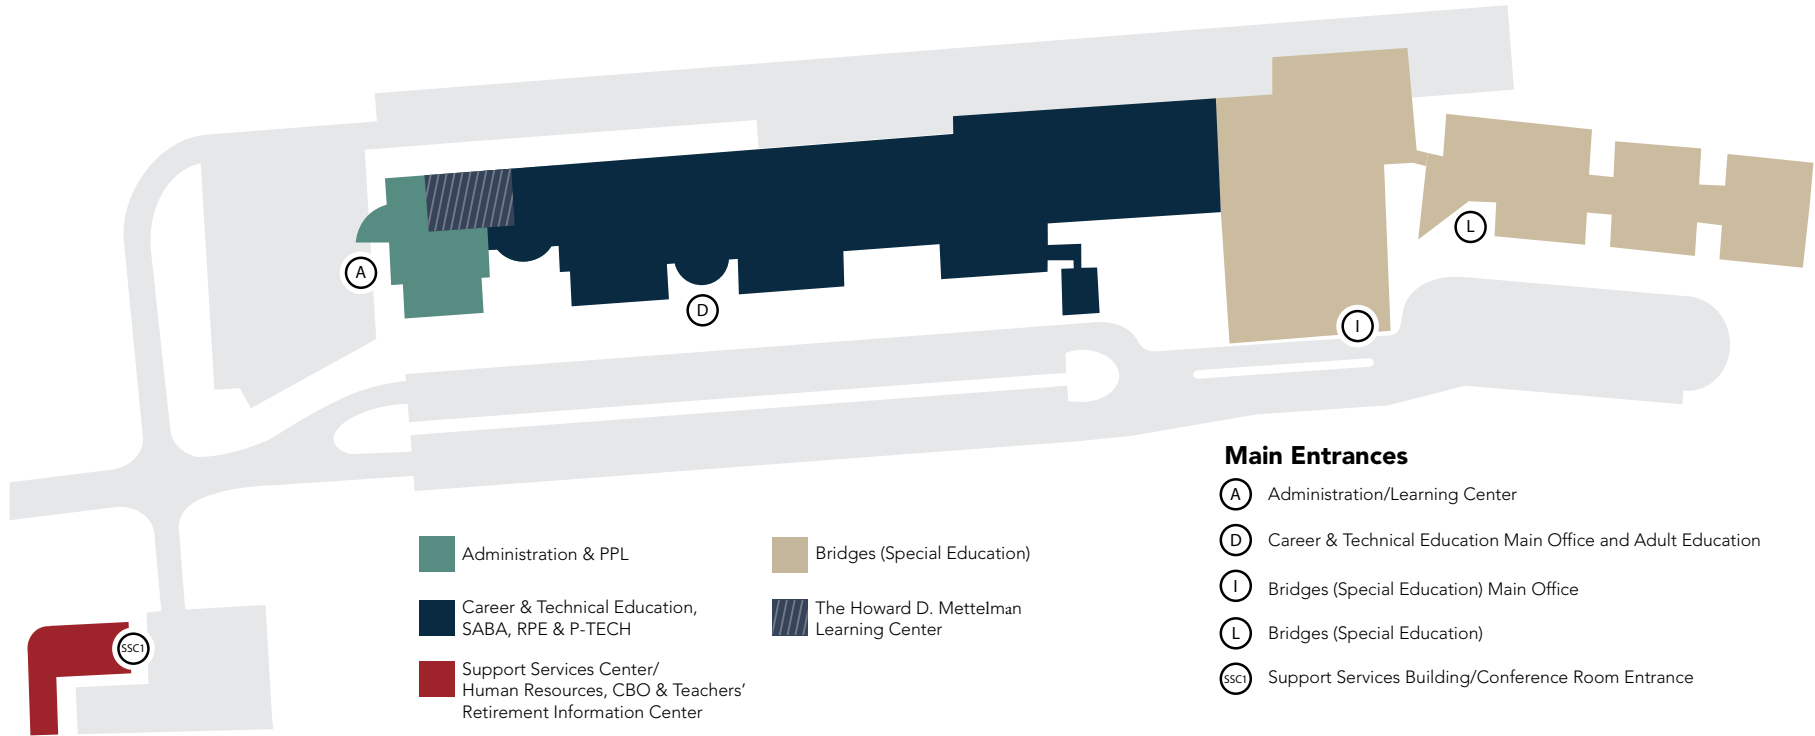 A
D
L
I
SSC1
Main Entrances
A Administration/Learning Center
D Career & Technical Education Main Office and Adult Education
I Bridges (Special Education) Main Office
L Bridges (Special Education)
SSC1 Support Services Building/Conference Room Entrance
Administration & PPL
Career & Technical Education,
SABA, RPE & P-TECH
Support Services Center/
Human Resources, CBO & Teachers’
Retirement Information Center
Bridges (Special Education)
The Howard D. Mettelman
Learning Center